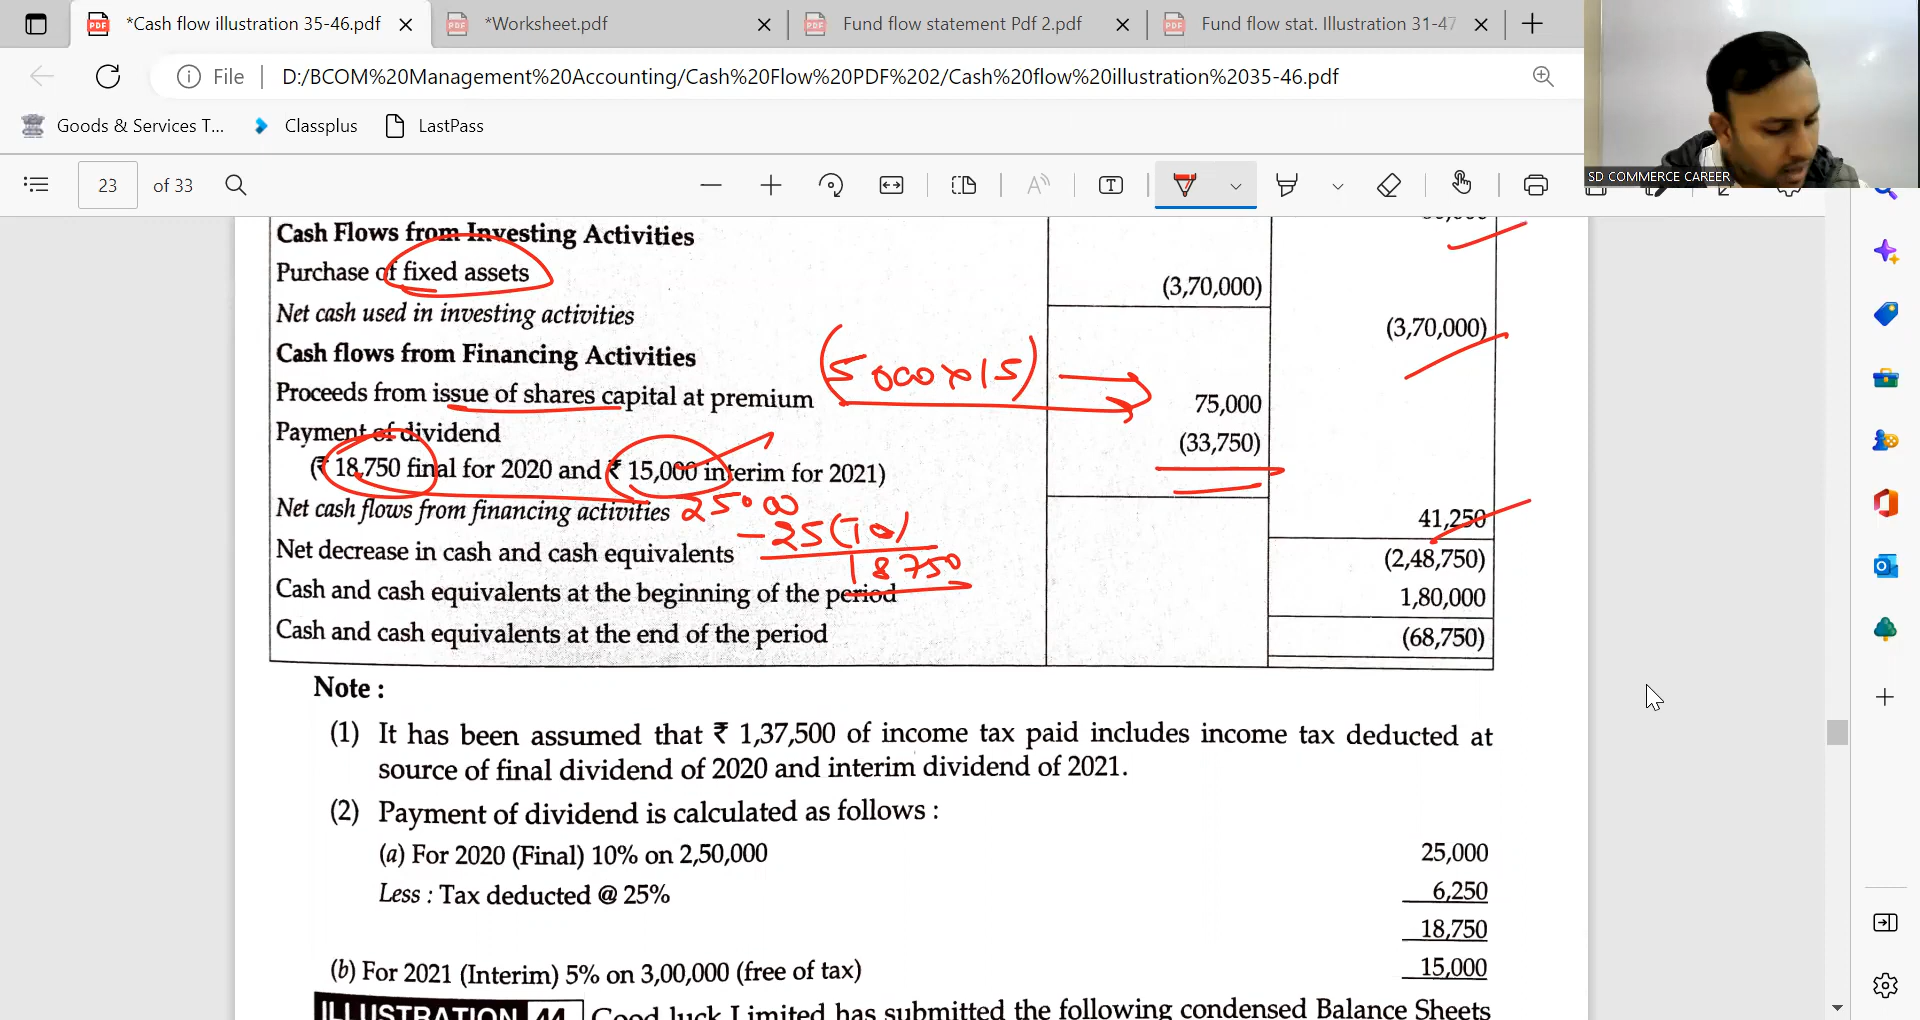 *Cash flow illustration 35-46.pdf
*Worksheet.pdf
Fund flow statement Pdf 2.pdf
Fund flow stat. Illustration 31-47
File
D:/BCOM%20Management%20Accounting/Cash%20Flow%20PDF%202/Cash%20flow%20illustration%2035-46.pdf
Goods & Services T...
Classplus
LastPass
23
of 33
SD COMMERCE CAREER
Cash Flows from Investing Activities
Purchase of fixed assets
(3,70,000)
Net cash used in investing activities
(3,70,000)
Cash flows from Financing Activities
(5000×15)
Proceeds from issue of shares capital at premium
75,000
Payment of dividend
(33,750)
(₹ 18,750 final for 2020 and ₹ 15,000 interim for 2021)
Net cash flows from financing activities
25000
41,250
Net decrease in cash and cash equivalents
(2,48,750)
18750
Cash and cash equivalents at the beginning of the period
1,80,000
Cash and cash equivalents at the end of the period
(68,750)
Note :
(1) It has been assumed that ₹ 1,37,500 of income tax paid includes income tax deducted at
source of final dividend of 2020 and interim dividend of 2021.
(2) Payment of dividend is calculated as follows :
(a) For 2020 (Final) 10% on 2,50,000
25,000
Less : Tax deducted @ 25%
6,250
18,750
(b) For 2021 (Interim) 5% on 3,00,000 (free of tax)
15,000
ILLUSTRATION 44 Good luck Limited has submitted the following condensed Balance Sheets